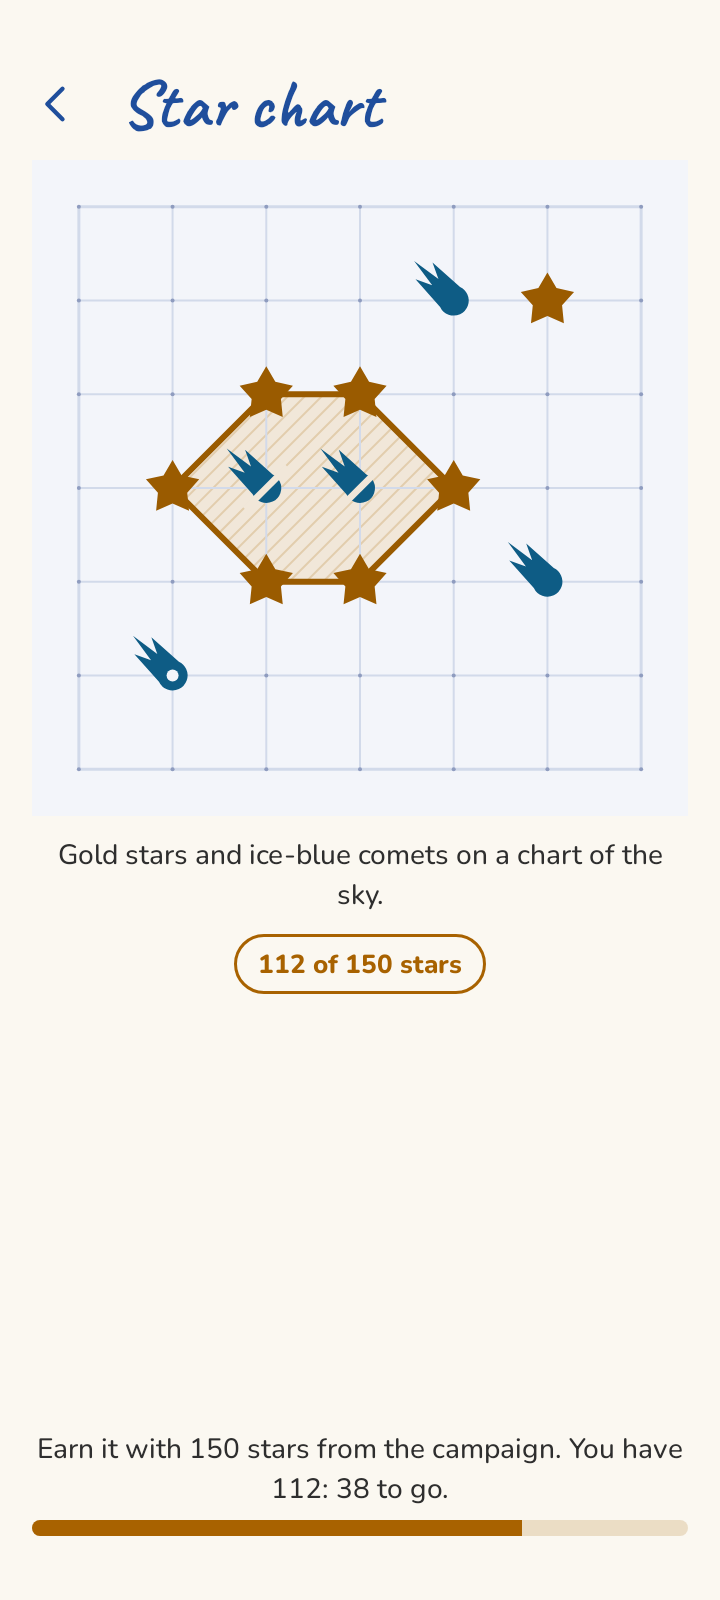 Star chart
Gold stars and ice-blue comets on a chart of the
sky.
112 of 150 stars
Earn it with 150 stars from the campaign. You have
112: 38 to go.